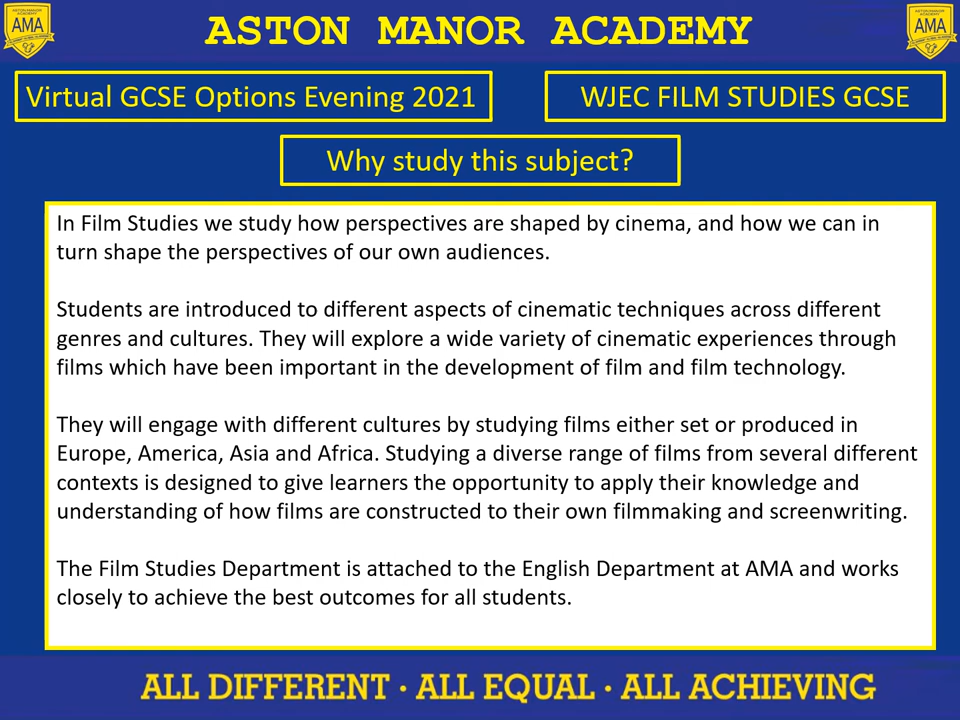 ASTON MANOR ACADEMY
ASTON MANOR
ACADEMY
AMA
ASTON MANOR
ACADEMY
AMA
Virtual GCSE Options Evening 2021
WJEC FILM STUDIES GCSE
Why study this subject?
In Film Studies we study how perspectives are shaped by cinema, and how we can in
turn shape the perspectives of our own audiences.
Students are introduced to different aspects of cinematic techniques across different
genres and cultures. They will explore a wide variety of cinematic experiences through
films which have been important in the development of film and film technology.
They will engage with different cultures by studying films either set or produced in
Europe, America, Asia and Africa. Studying a diverse range of films from several different
contexts is designed to give learners the opportunity to apply their knowledge and
understanding of how films are constructed to their own filmmaking and screenwriting.
The Film Studies Department is attached to the English Department at AMA and works
closely to achieve the best outcomes for all students.
ALL DIFFERENT · ALL EQUAL · ALL ACHIEVING